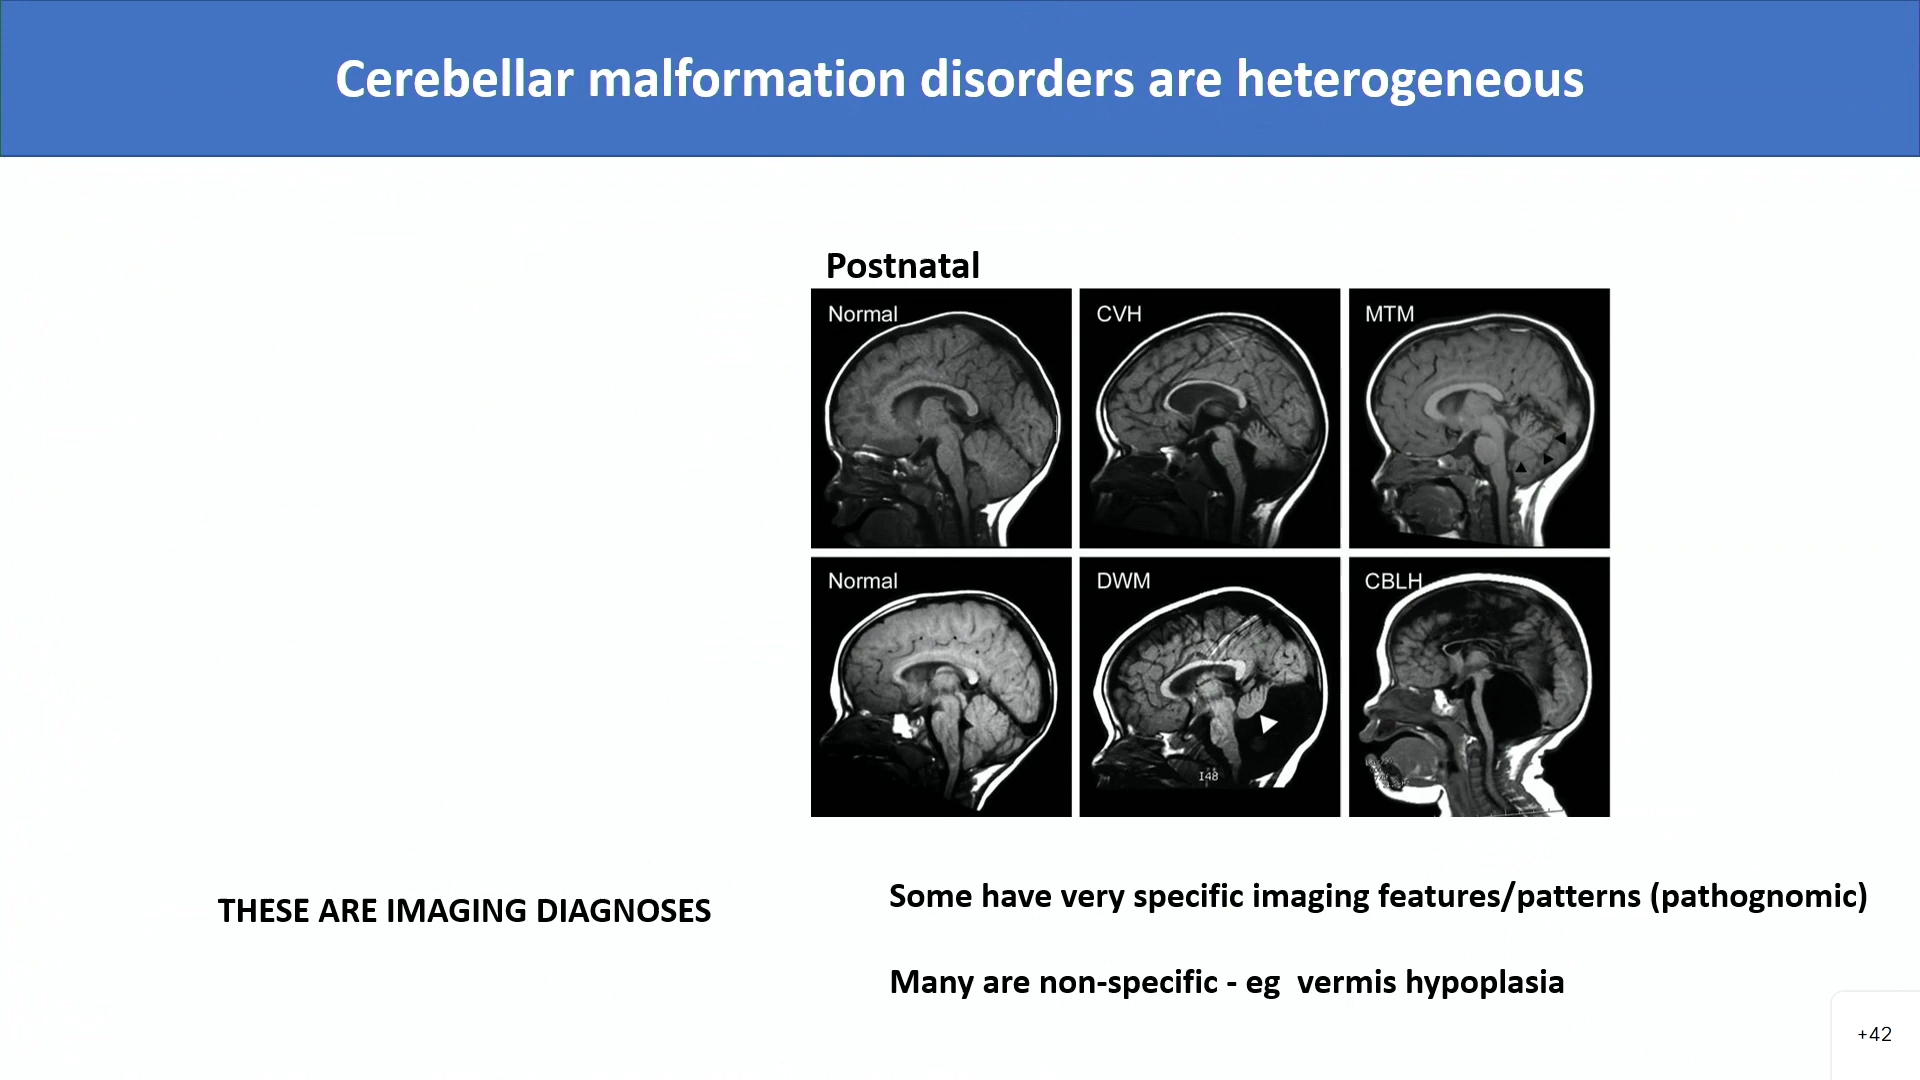 Cerebellar malformation disorders are heterogeneous
Postnatal
Normal
CVH
MTM
Normal
DWM
CBLH
I48
THESE ARE IMAGING DIAGNOSES
Some have very specific imaging features/patterns (pathognomic)
Many are non-specific - eg  vermis hypoplasia
+42